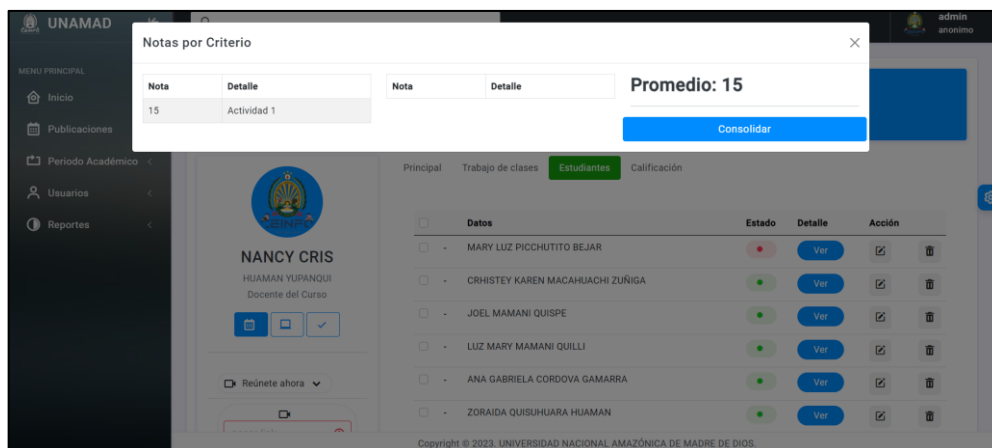 UNAMAD
admin
anonimo
Notas por Criterio
Nota Detalle
15 Actividad 1
Nota Detalle
Promedio: 15
Consolidar
MENU PRINCIPAL
Inicio
Publicaciones
Periodo Académico
Usuarios
Reportes
NANCY CRIS
HUAMAN YUPANQUI
Docente del Curso
Reúnete ahora
Principal Trabajo de clases Estudiantes Calificación
Datos Estado Detalle Acción
- MARY LUZ PICCHUTITO BEJAR Ver
- CRHISTEY KAREN MACAHUACHI ZUÑIGA Ver
- JOEL MAMANI QUISPE Ver
- LUZ MARY MAMANI QUILLI Ver
- ANA GABRIELA CORDOVA GAMARRA Ver
- ZORAIDA QUISUHUARA HUAMAN Ver
Copyright © 2023. UNIVERSIDAD NACIONAL AMAZÓNICA DE MADRE DE DIOS.